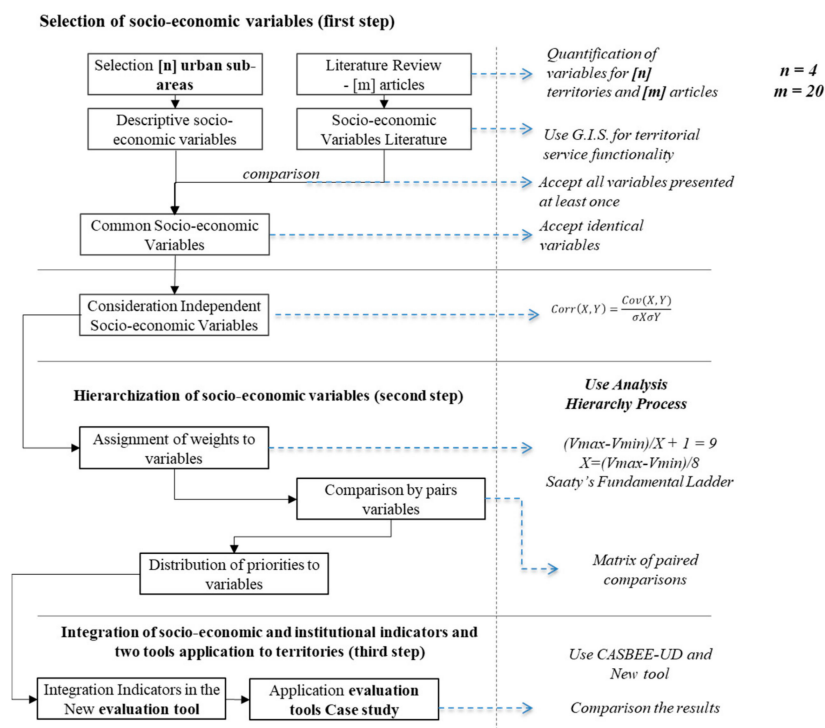 Selection of socio-economic variables (first step)
Selection [n] urban sub-
areas
Literature Review
- [m] articles
Quantification of
variables for [n]
territories and [m] articles
n = 4
m = 20
Descriptive socio-
economic variables
Socio-economic
Variables Literature
Use G.I.S. for territorial
service functionality
comparison
Accept all variables presented
at least once
Common Socio-economic
Variables
Accept identical
variables
Consideration Independent
Socio-economic Variables
Corr(X,Y) = Cov(X,Y)
σXσY
Hierarchization of socio-economic variables (second step)
Use Analysis
Hierarchy Process
Assignment of weights to
variables
(Vmax-Vmin)/X + 1 = 9
X=(Vmax-Vmin)/8
Saaty's Fundamental Ladder
Comparison by pairs
variables
Distribution of priorities to
variables
Matrix of paired
comparisons
Integration of socio-economic and institutional indicators and
two tools application to territories (third step)
Use CASBEE-UD and
New tool
Integration Indicators in the
New evaluation tool
Application evaluation
tools Case study
Comparison the results